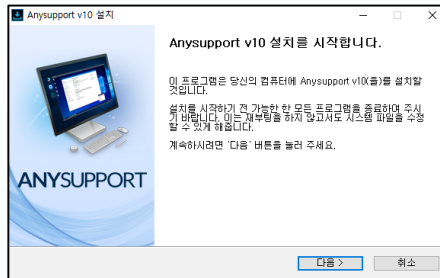 Anysupport v10 설치
Anysupport v10 설치를 시작합니다.
이 프로그램은 당신의 컴퓨터에 Anysupport v10(을)를 설치할
것입니다.
설치를 시작하기 전 가능한 한 모든 프로그램을 종료하여 주시
기 바랍니다. 이는 재부팅을 하지 않고서도 시스템 파일을 수정
할 수 있게 해줍니다.
계속하시려면 '다음' 버튼을 눌러 주세요.
ANYSUPPORT
다음 >
취소